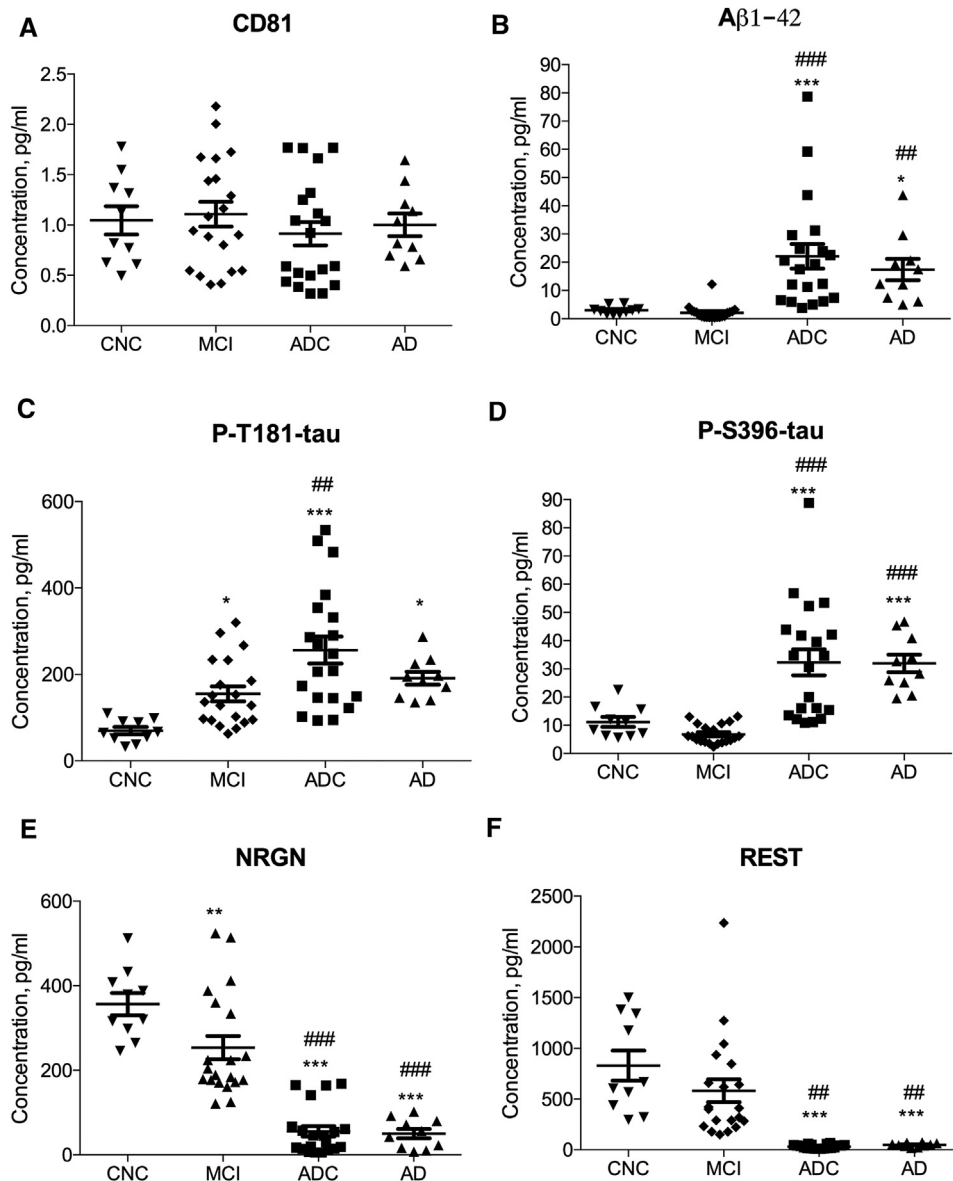 A
CD81
Concentration, pg/ml
2.5
2.0
1.5
1.0
0.5
0.0
CNC MCI ADC AD
B
Aβ1−42
Concentration, pg/ml
90
80
70
60
50
40
30
20
10
0
###
***
##
*
CNC MCI ADC AD
C
P-T181-tau
Concentration, pg/ml
600
400
200
0
*
##
***
*
CNC MCI ADC AD
D
P-S396-tau
Concentration, pg/ml
90
80
70
60
50
40
30
20
10
0
###
***
###
***
CNC MCI ADC AD
E
NRGN
Concentration, pg/ml
600
400
200
0
**
###
***
###
***
CNC MCI ADC AD
F
REST
Concentration, pg/ml
2500
2000
1500
1000
500
0
##
***
##
***
CNC MCI ADC AD